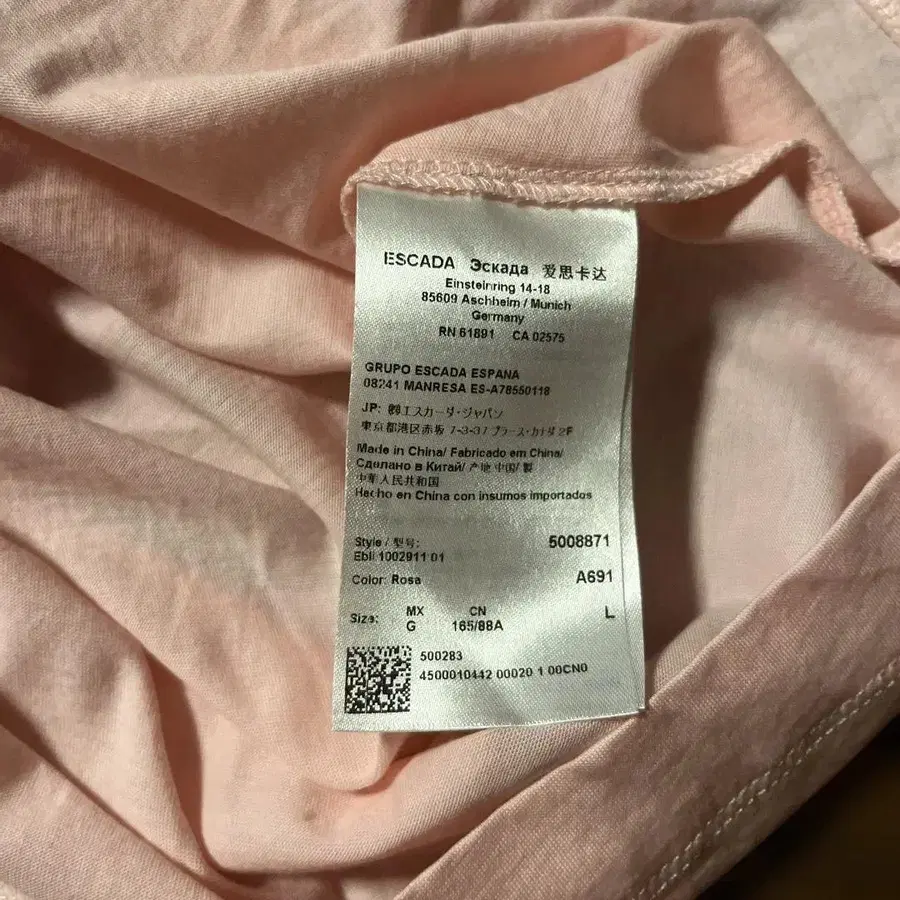 ESCADA Эскада 爱思卡达
Einsteinring 14-18
85609 Aschheim / Munich
Germany
RN 61891 CA 02575
GRUPO ESCADA ESPANA
08241 MANRESA ES-A78550118
JP: ㈱エスカーダ・ジャパン
東京都港区赤坂 7-3-37 プラース・カナダ 2F
Made in China/ Fabricado em China/
Сделано в Китай/ 产地 中国/ 製
中華人民共和国
Hecho en China con insumos importados
Style / 型号: 5008871
Ebli 1002911 01
Color: Rosa A691
Size: MX CN L
G 165/88A
500283
4500010442 00020 1 00CN0